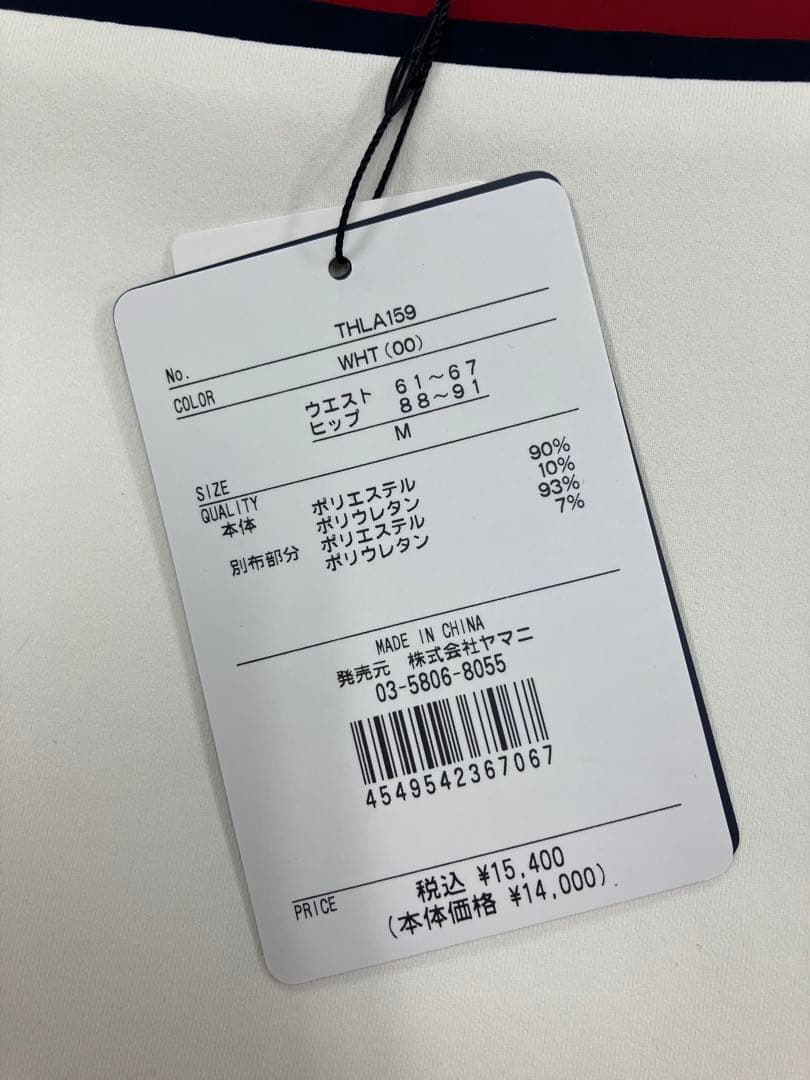 No. THLA159
COLOR WHT(00)
ウエスト 61～67
ヒップ 88～91
SIZE M
QUALITY
本体 ポリエステル 90%
ポリウレタン 10%
別布部分 ポリエステル 93%
ポリウレタン 7%
MADE IN CHINA
発売元 株式会社ヤマニ
03-5806-8055
4549542367067
PRICE 税込 ¥15,400
(本体価格 ¥14,000).